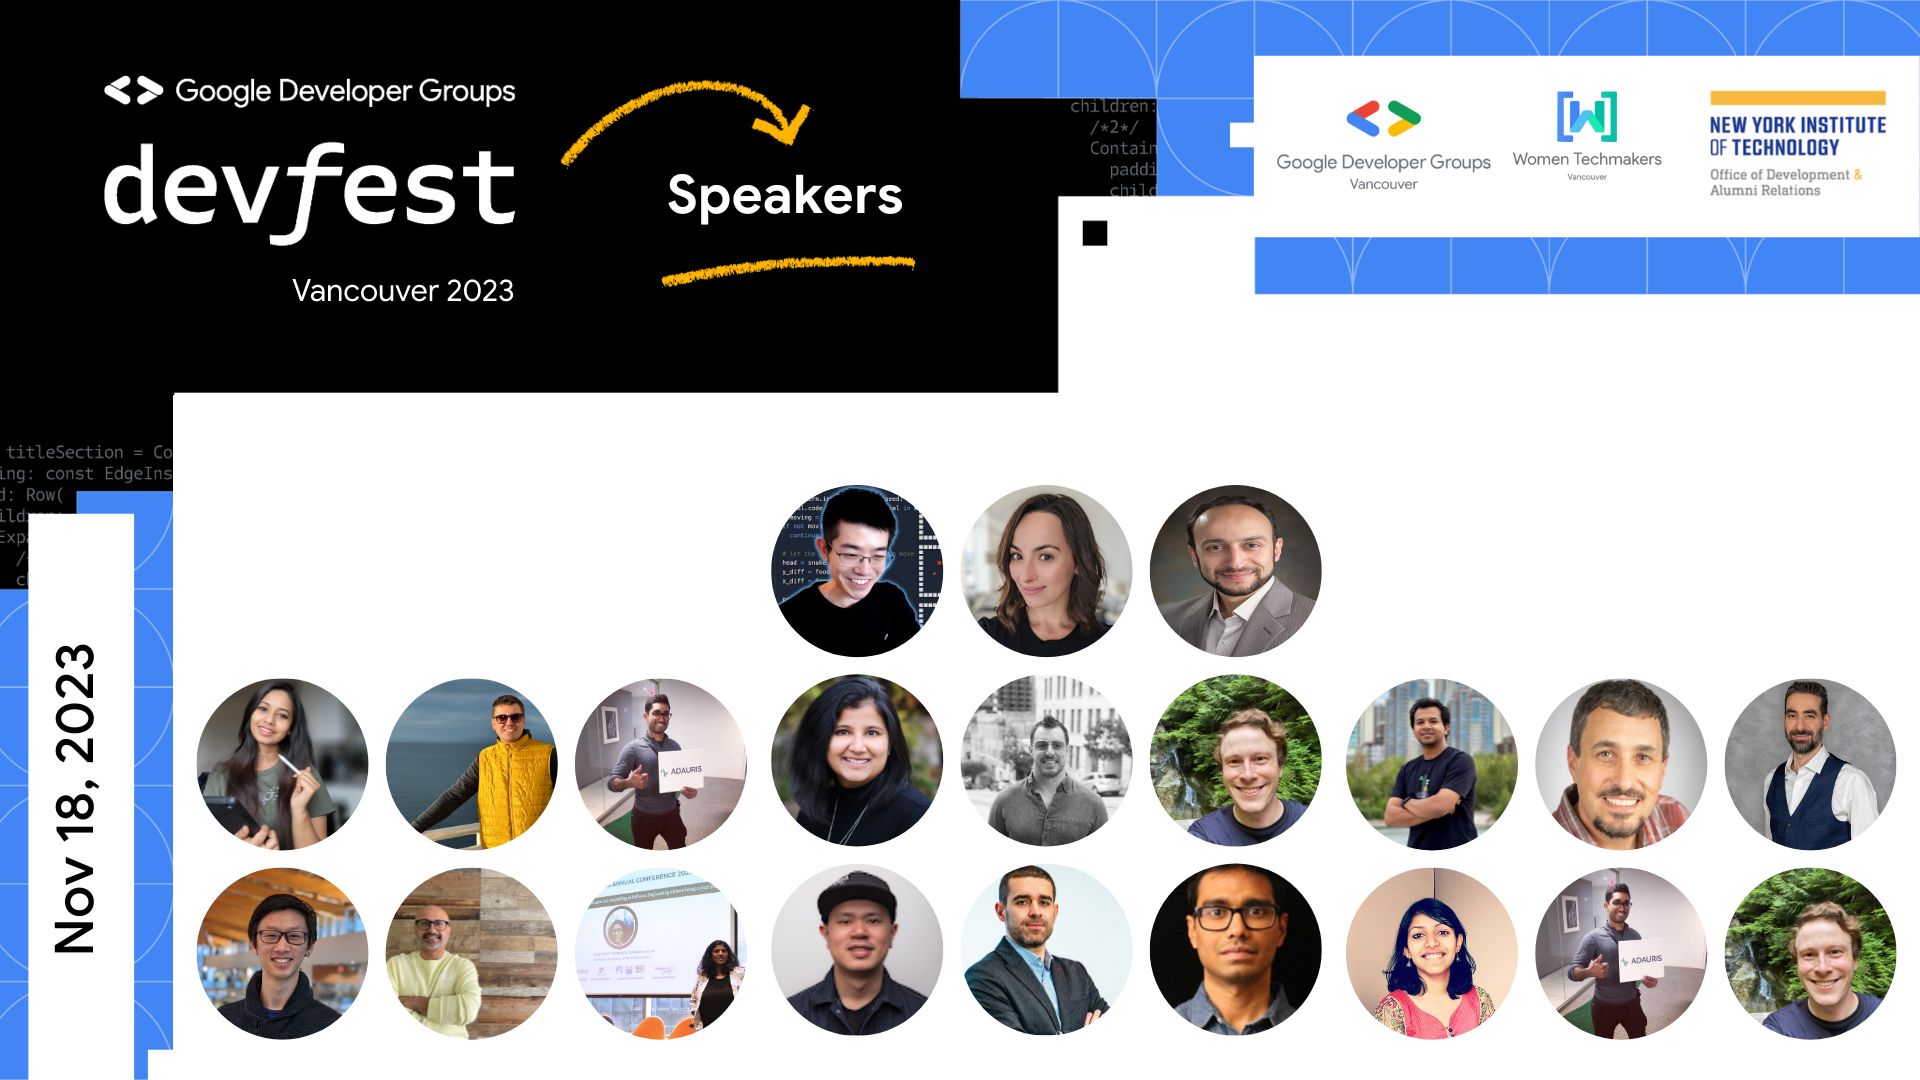 Google Developer Groups
devfest
Vancouver 2023
Speakers
children:
/*2*/
Contain
paddi
child
Google Developer Groups
Vancouver
Women Techmakers
Vancouver
NEW YORK INSTITUTE
OF TECHNOLOGY
Office of Development &
Alumni Relations
titleSection = Co
ing: const EdgeIns
d: Row(
Nov 18, 2023
ADAURIS
ANNUAL CONFERENCE
ADAURIS